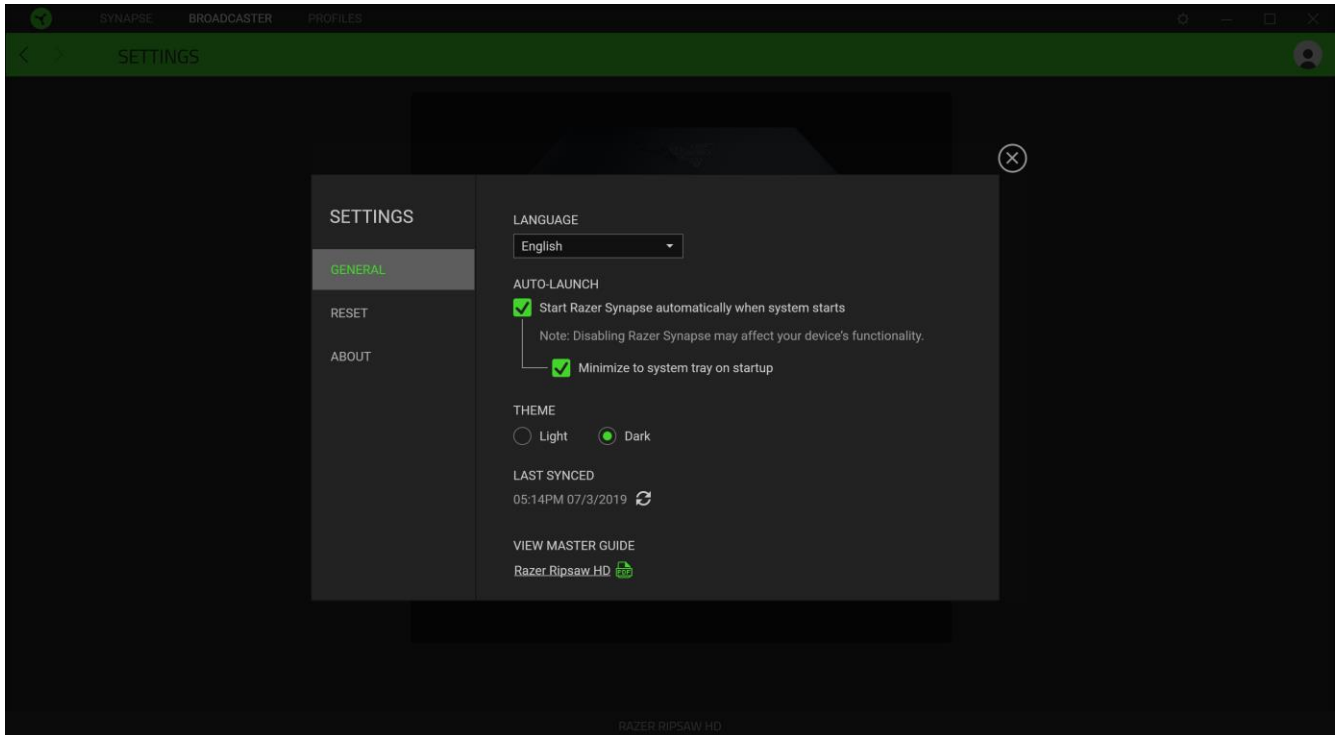 SYNAPSE BROADCASTER PROFILES
SETTINGS
SETTINGS
GENERAL
RESET
ABOUT
LANGUAGE
English
AUTO-LAUNCH
Start Razer Synapse automatically when system starts
Note: Disabling Razer Synapse may affect your device's functionality.
Minimize to system tray on startup
THEME
Light Dark
LAST SYNCED
05:14PM 07/3/2019
VIEW MASTER GUIDE
Razer Ripsaw HD PDF
RAZER RIPSAW HD